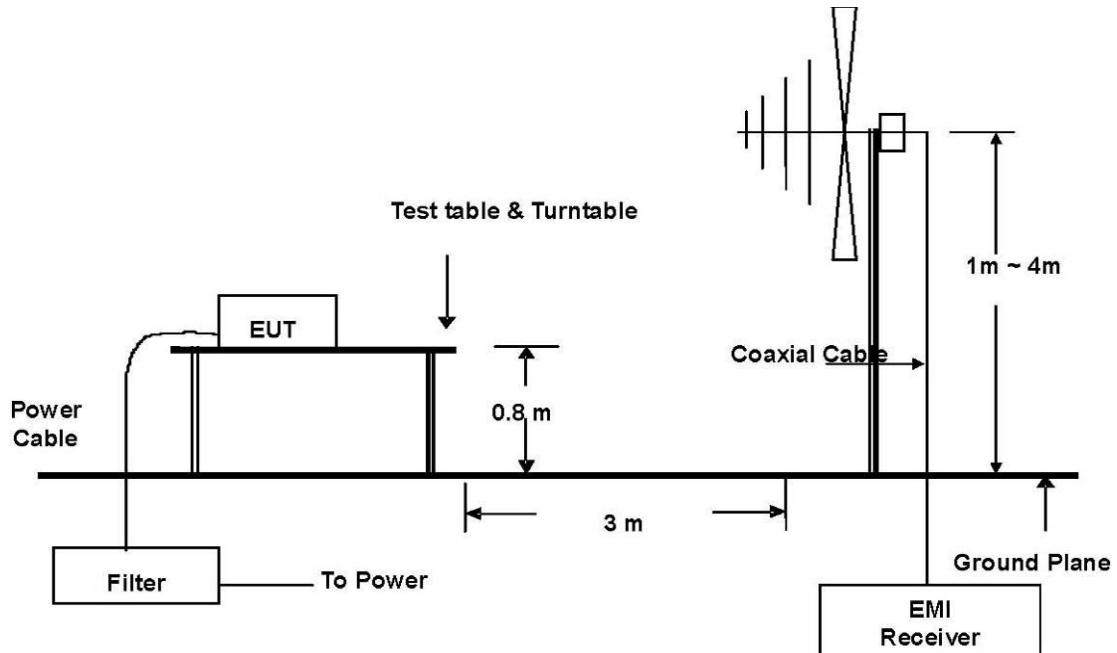 Test table & Turntable
1m ~ 4m
EUT
Coaxial Cable
0.8 m
Power
Cable
3 m
Ground Plane
Filter
To Power
EMI
Receiver